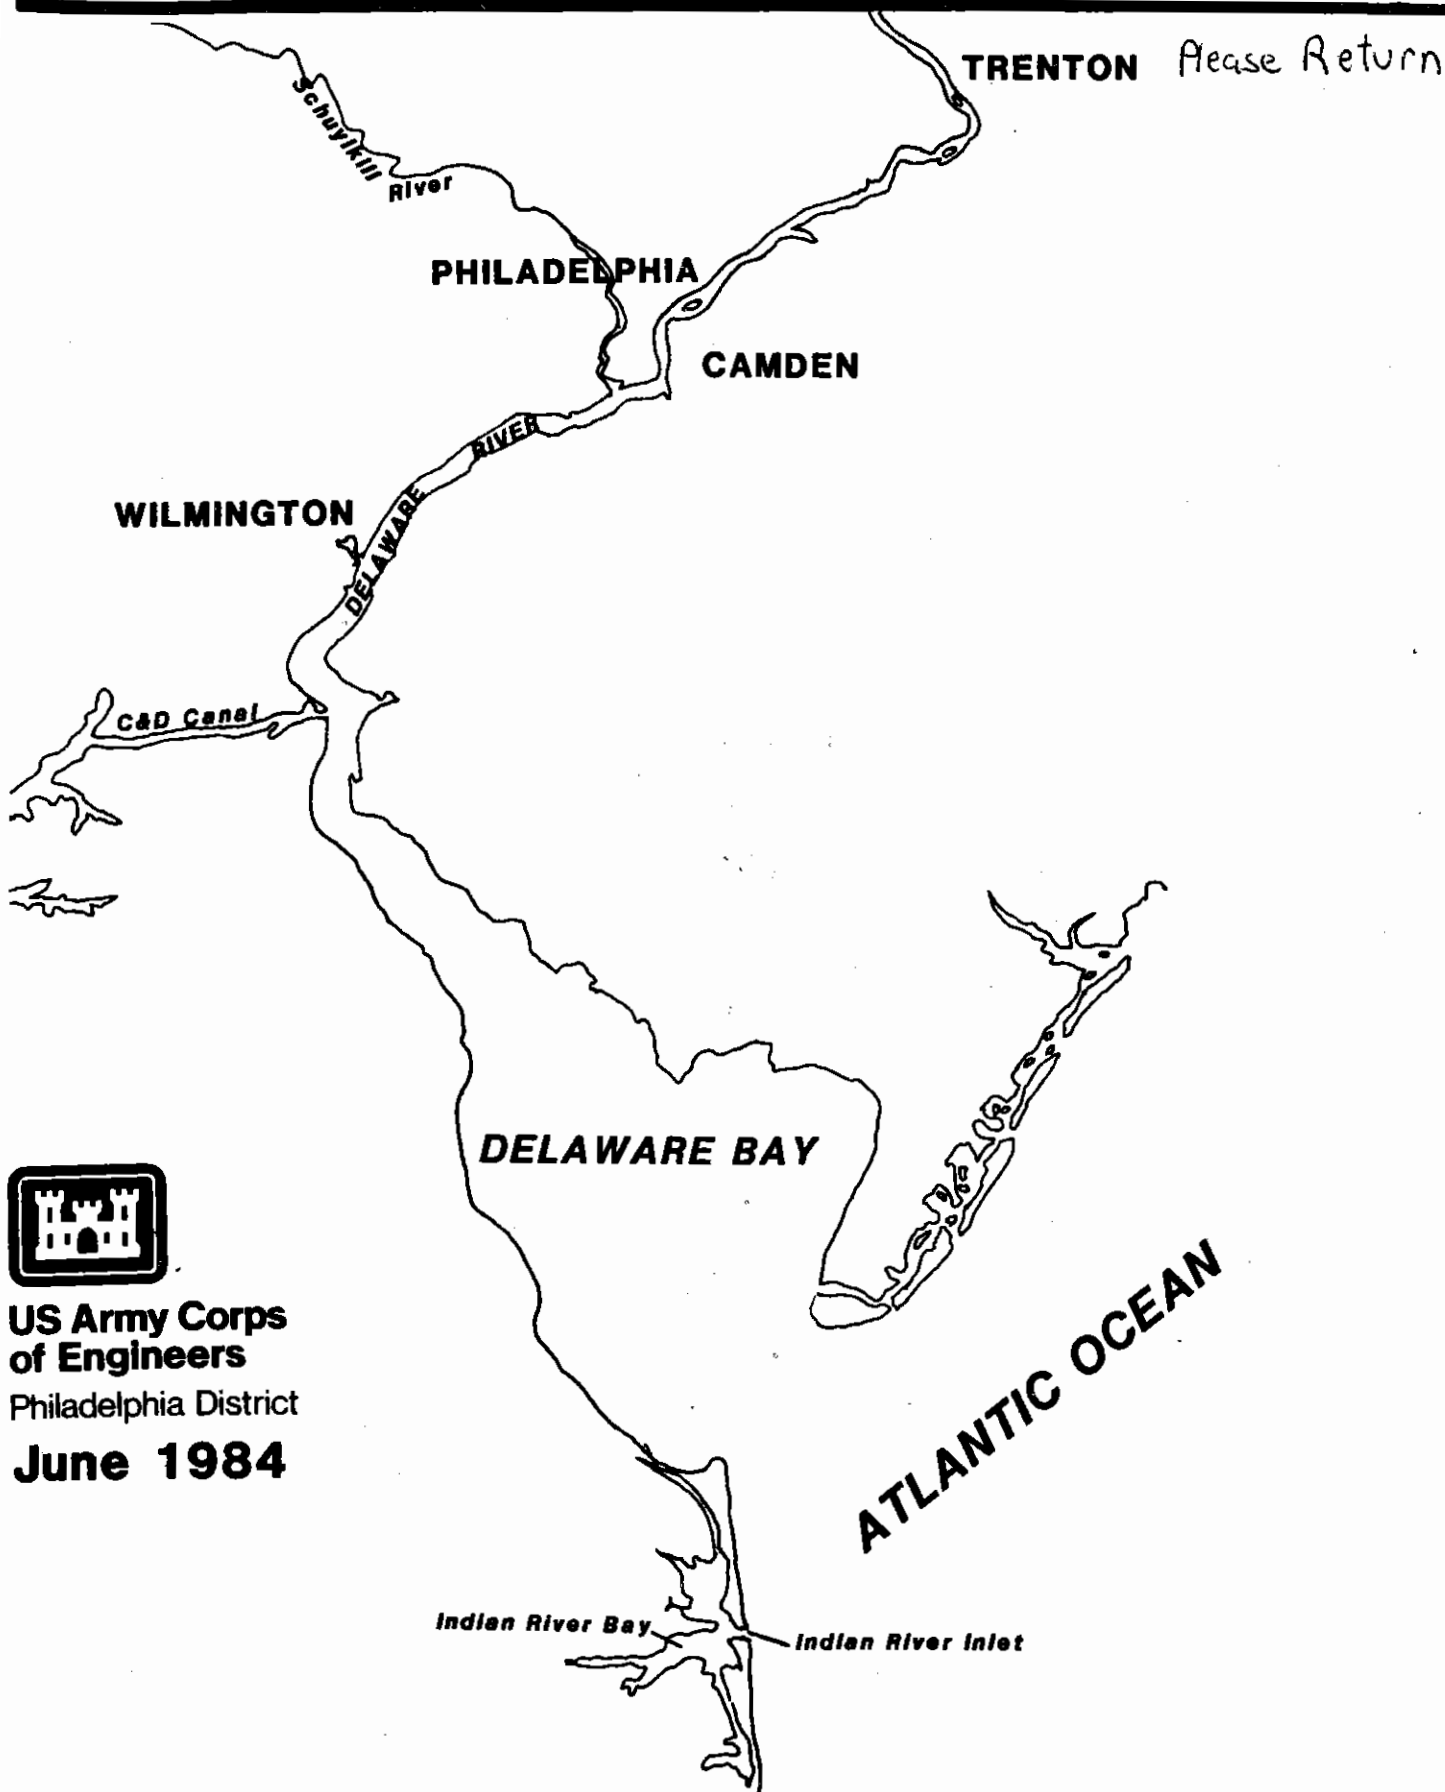 TRENTON Please Return
Schuylkill
River
PHILADELPHIA
CAMDEN
DELAWARE RIVER
WILMINGTON
C&D Canal
DELAWARE BAY
ATLANTIC OCEAN
US Army Corps
of Engineers
Philadelphia District
June 1984
Indian River Bay
Indian River Inlet